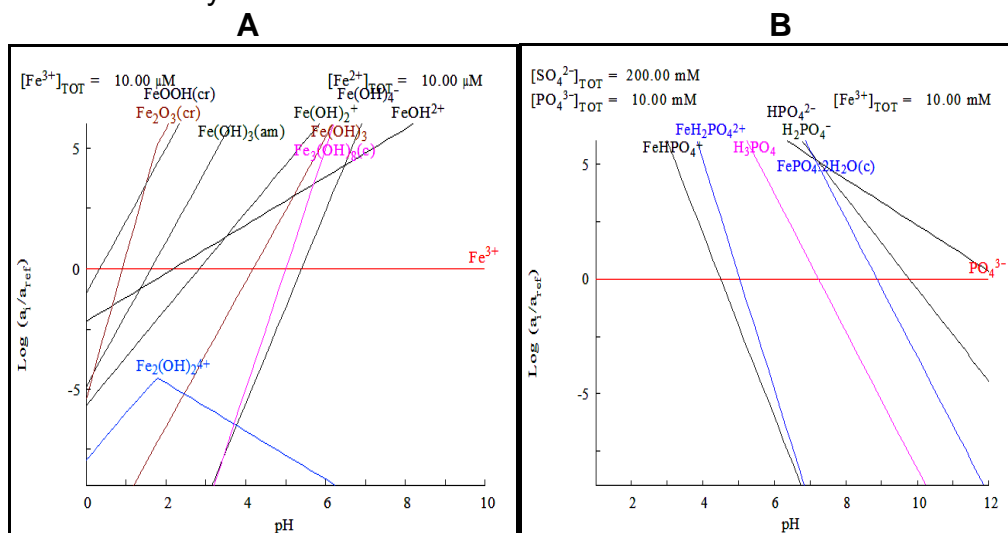 A
B
[Fe³⁺]TOT = 10.00 µM
[Fe²⁺]TOT = 10.00 µM
FeOOH(cr)
Fe(OH)₄⁻
Fe₂O₃(cr)
Fe(OH)₂⁺
FeOH²⁺
Fe(OH)₃(am)
Fe(OH)₃
Fe₃(OH)₈(c)
Fe³⁺
Fe₂(OH)₂⁴⁺
5
0
-5
Log (aᵢ/aref)
0 2 4 6 8 10
pH
[SO₄²⁻]TOT = 200.00 mM
[PO₄³⁻]TOT = 10.00 mM
[Fe³⁺]TOT = 10.00 mM
HPO₄²⁻
FeH₂PO₄²⁺
H₂PO₄⁻
FeHPO₄⁺
H₃PO₄
FePO₄:2H₂O(c)
PO₄³⁻
5
0
-5
Log (aᵢ/aref)
2 4 6 8 10 12
pH